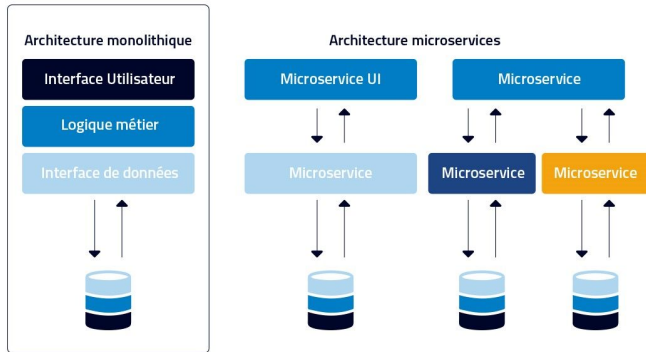 Architecture monolithique
Interface Utilisateur
Logique métier
Interface de données
Architecture microservices
Microservice UI
Microservice
Microservice
Microservice
Microservice